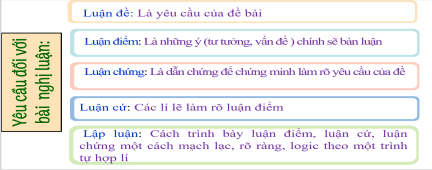 Yêu cầu đối với
bài nghị luận:
Luận đề: Là yêu cầu của đề bài
Luận điểm: Là những ý (tư tưởng, vấn đề ) chính sẽ bàn luận
Luận chứng: Là dẫn chứng để chứng minh làm rõ yêu cầu của đề
Luận cứ: Các lí lẽ làm rõ luận điểm
Lập luận: Cách trình bày luận điểm, luận cứ, luận
chứng một cách mạch lạc, rõ ràng, logic theo một trình
tự hợp lí